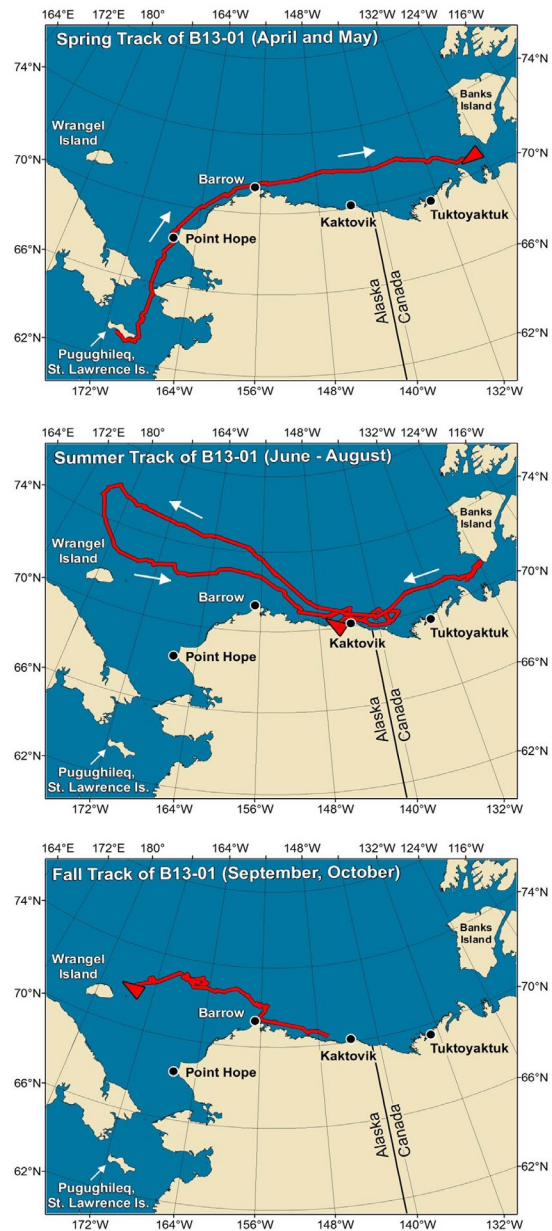 164°E 172°E 180° 172°W 164°W 156°W 148°W 140°W 132°W 124°W 116°W
Spring Track of B13-01 (April and May)
74°N 74°N
Banks
Island
Wrangel
Island
70°N 70°N
Barrow
Kaktovik
Tuktoyaktuk
Point Hope
66°N 66°N
Alaska
Canada
62°N 62°N
Pugughileq,
St. Lawrence Is.
172°W 164°W 156°W 148°W 140°W 132°W
164°E 172°E 180° 164°W 148°W 132°W 124°W 116°W
Summer Track of B13-01 (June - August)
74°N 74°N
Banks
Island
Wrangel
Island
70°N 70°N
Barrow
Kaktovik
Tuktoyaktuk
Point Hope
66°N 66°N
Alaska
Canada
62°N 62°N
Pugughileq,
St. Lawrence Is.
172°W 164°W 156°W 148°W 140°W 132°W
164°E 172°E 180° 164°W 148°W 132°W 124°W 116°W
Fall Track of B13-01 (September, October)
74°N 74°N
Banks
Island
Wrangel
Island
70°N 70°N
Barrow
Kaktovik
Tuktoyaktuk
Point Hope
66°N 66°N
Alaska
Canada
62°N 62°N
Pugughileq,
St. Lawrence Is.
172°W 164°W 156°W 148°W 140°W 132°W